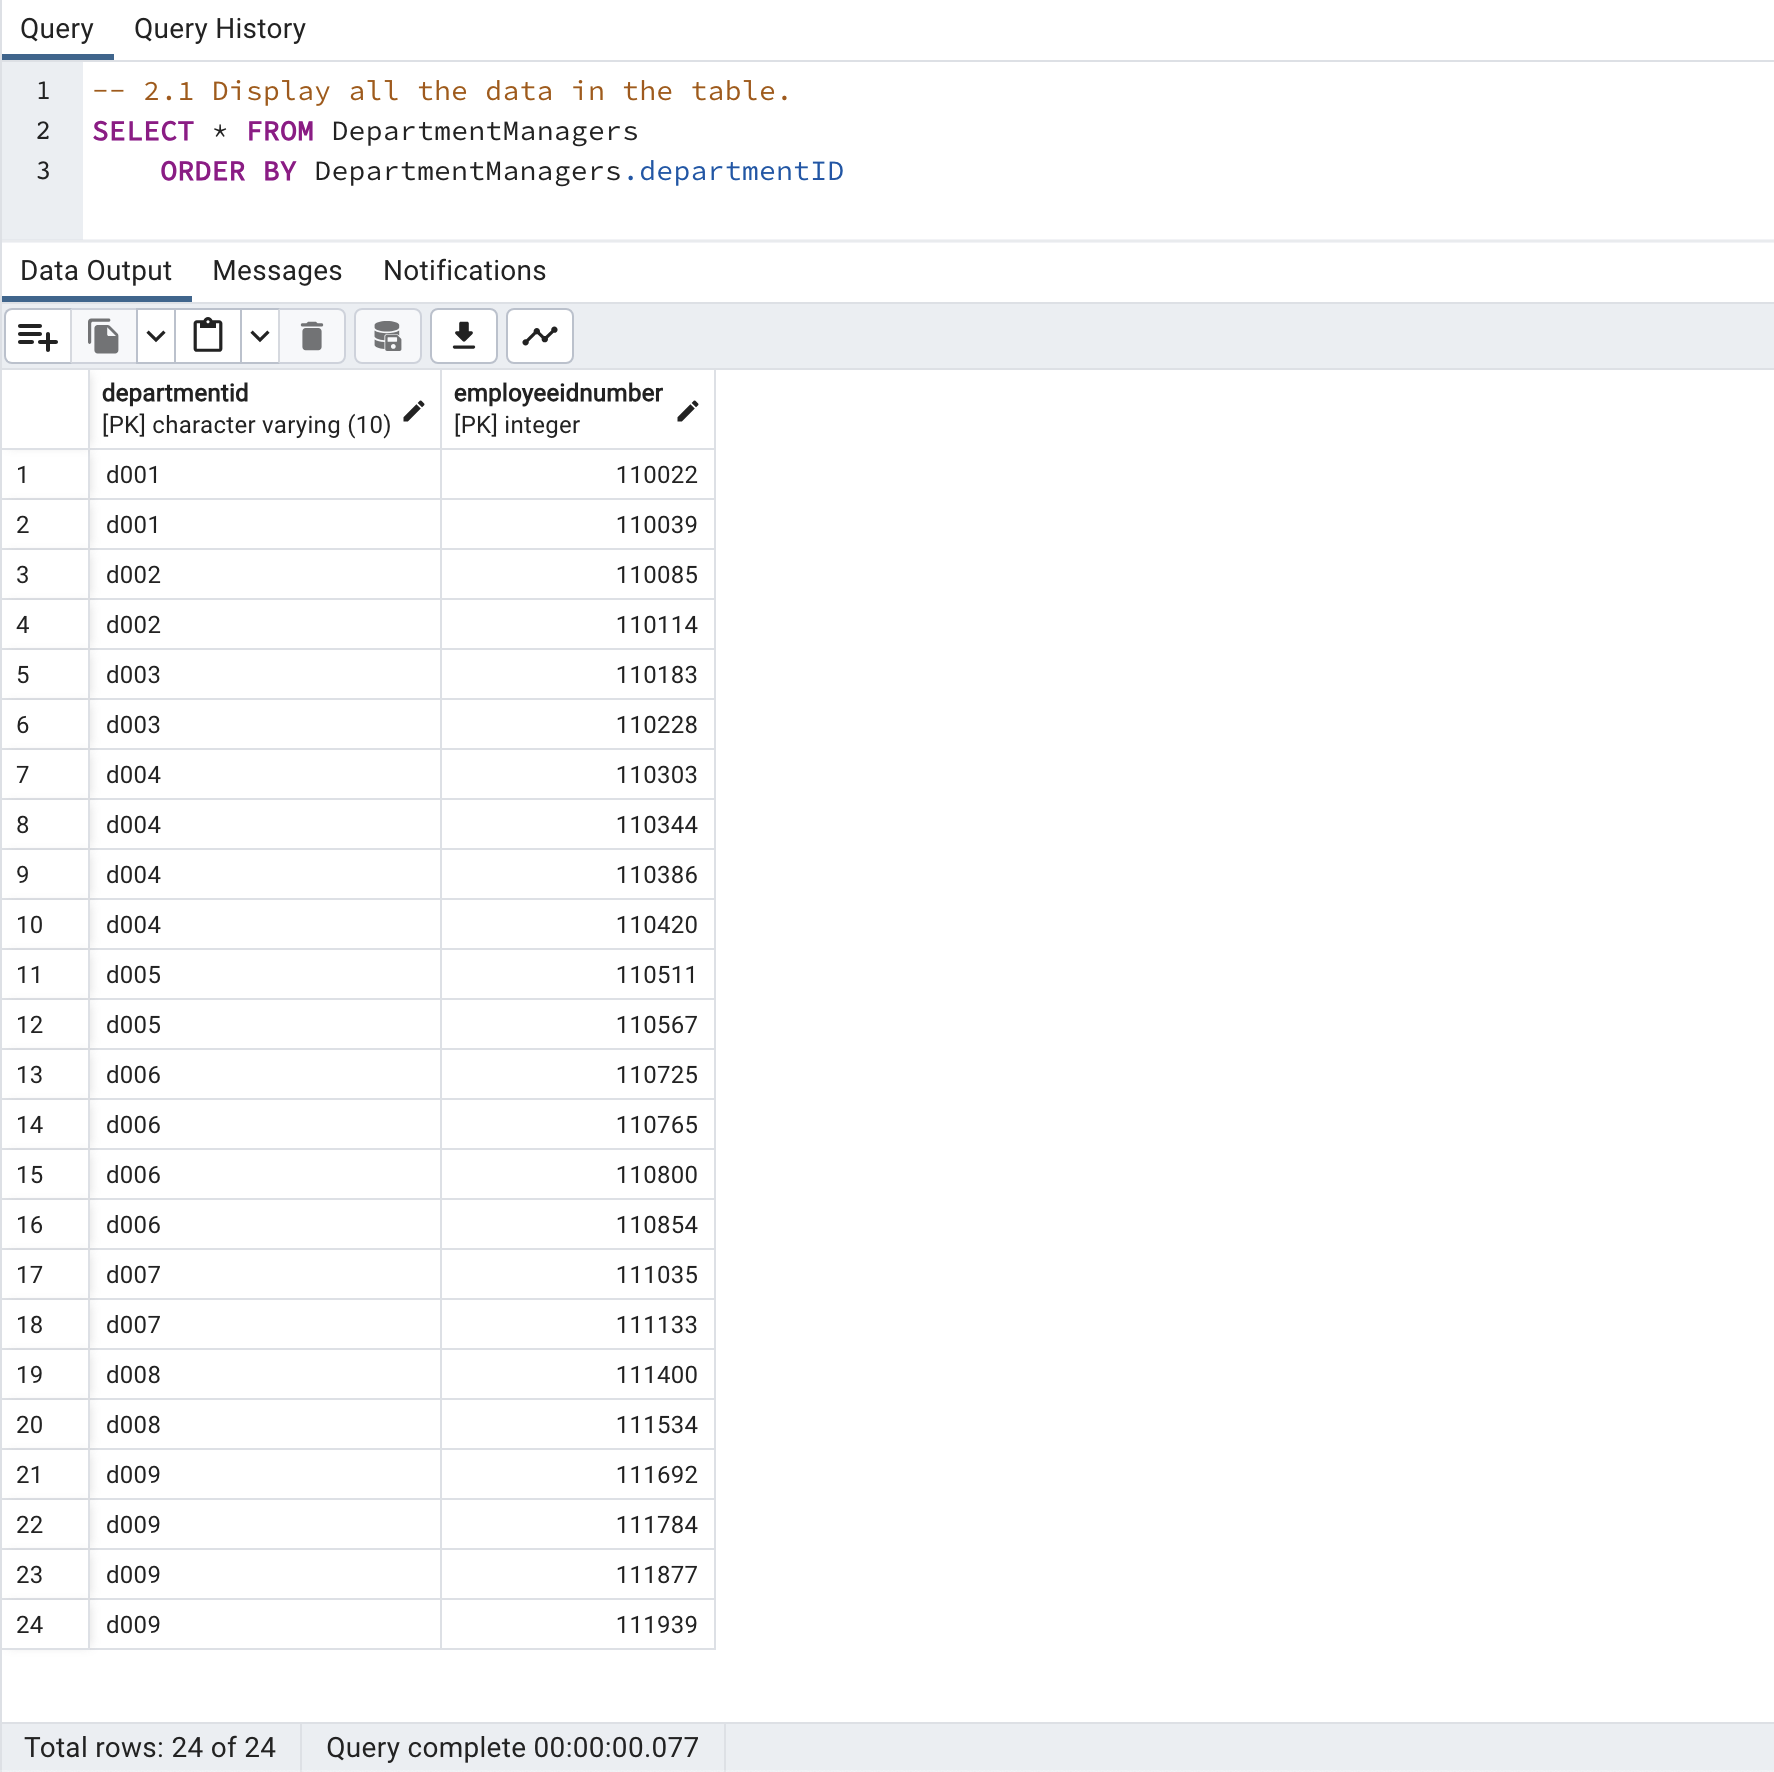 Query Query History
1 -- 2.1 Display all the data in the table.
2 SELECT * FROM DepartmentManagers
3 ORDER BY DepartmentManagers.departmentID
Data Output Messages Notifications
departmentid employeeidnumber
[PK] character varying (10) [PK] integer
1 d001 110022
2 d001 110039
3 d002 110085
4 d002 110114
5 d003 110183
6 d003 110228
7 d004 110303
8 d004 110344
9 d004 110386
10 d004 110420
11 d005 110511
12 d005 110567
13 d006 110725
14 d006 110765
15 d006 110800
16 d006 110854
17 d007 111035
18 d007 111133
19 d008 111400
20 d008 111534
21 d009 111692
22 d009 111784
23 d009 111877
24 d009 111939
Total rows: 24 of 24 Query complete 00:00:00.077